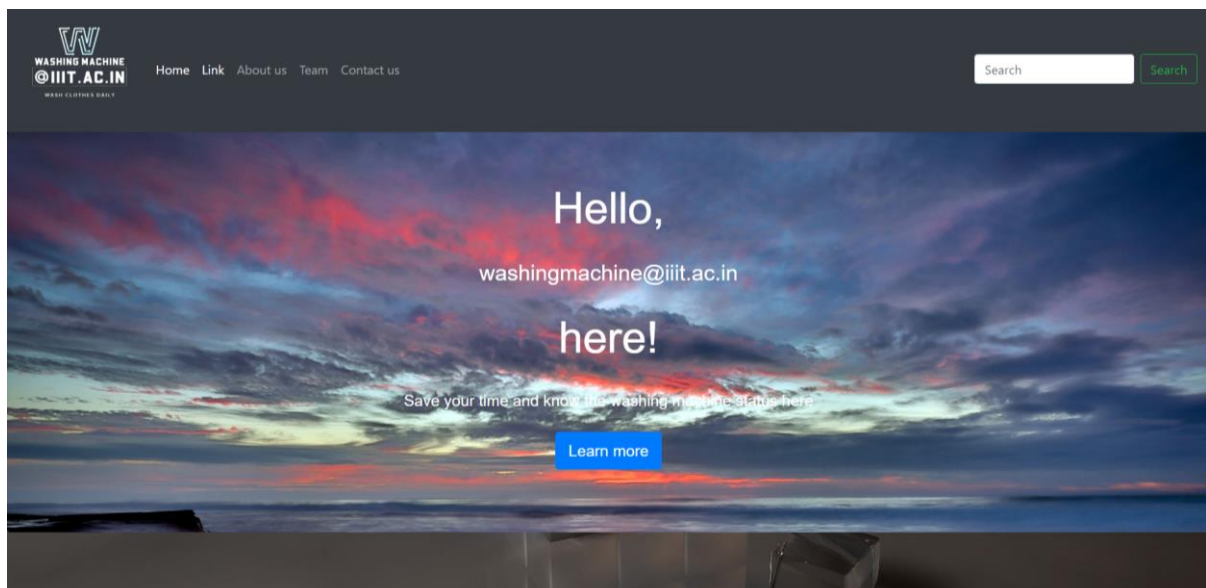 WASHING MACHINE
@IIIT.AC.IN
WASH CLOTHES DAILY
Home Link About us Team Contact us
Search Search
Hello,
washingmachine@iiit.ac.in
here!
Save your time and know the washing machine status here
Learn more